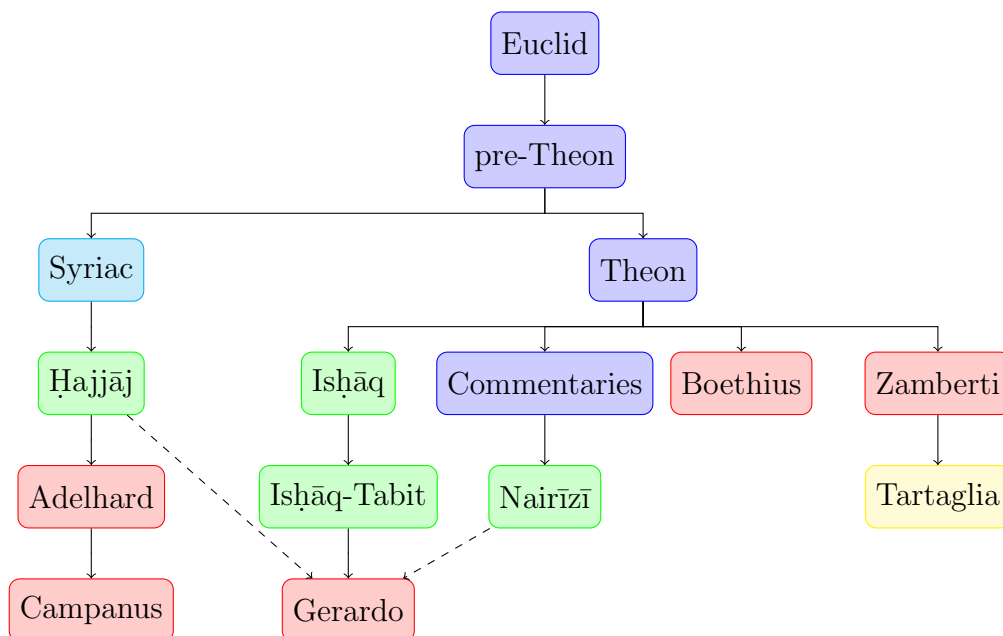 Euclid
pre-Theon
Syriac
Theon
Ḥajjāj
Isḥāq
Commentaries
Boethius
Zamberti
Adelhard
Isḥāq-Tabit
Nairīzī
Tartaglia
Campanus
Gerardo